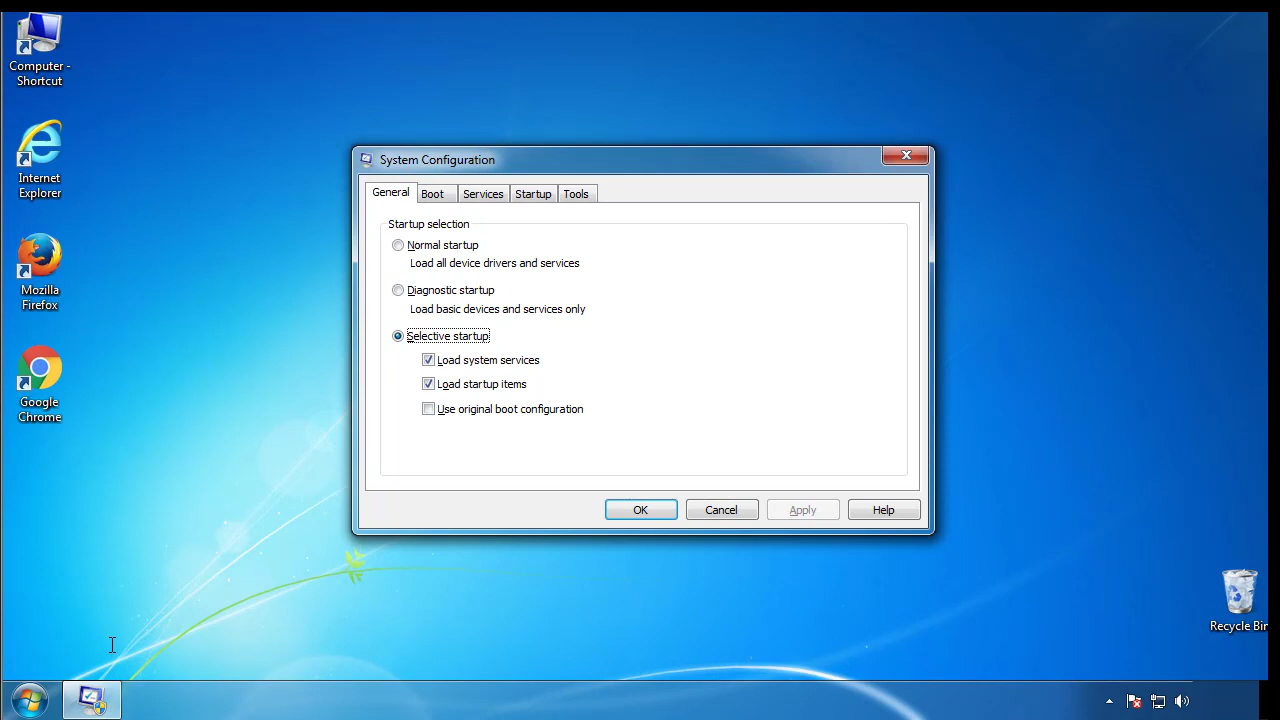 Computer -
Shortcut
Internet
Explorer
Mozilla
Firefox
Google
Chrome
System Configuration
General Boot Services Startup Tools
Startup selection
Normal startup
Load all device drivers and services
Diagnostic startup
Load basic devices and services only
Selective startup
Load system services
Load startup items
Use original boot configuration
OK Cancel Apply Help
Recycle Bin